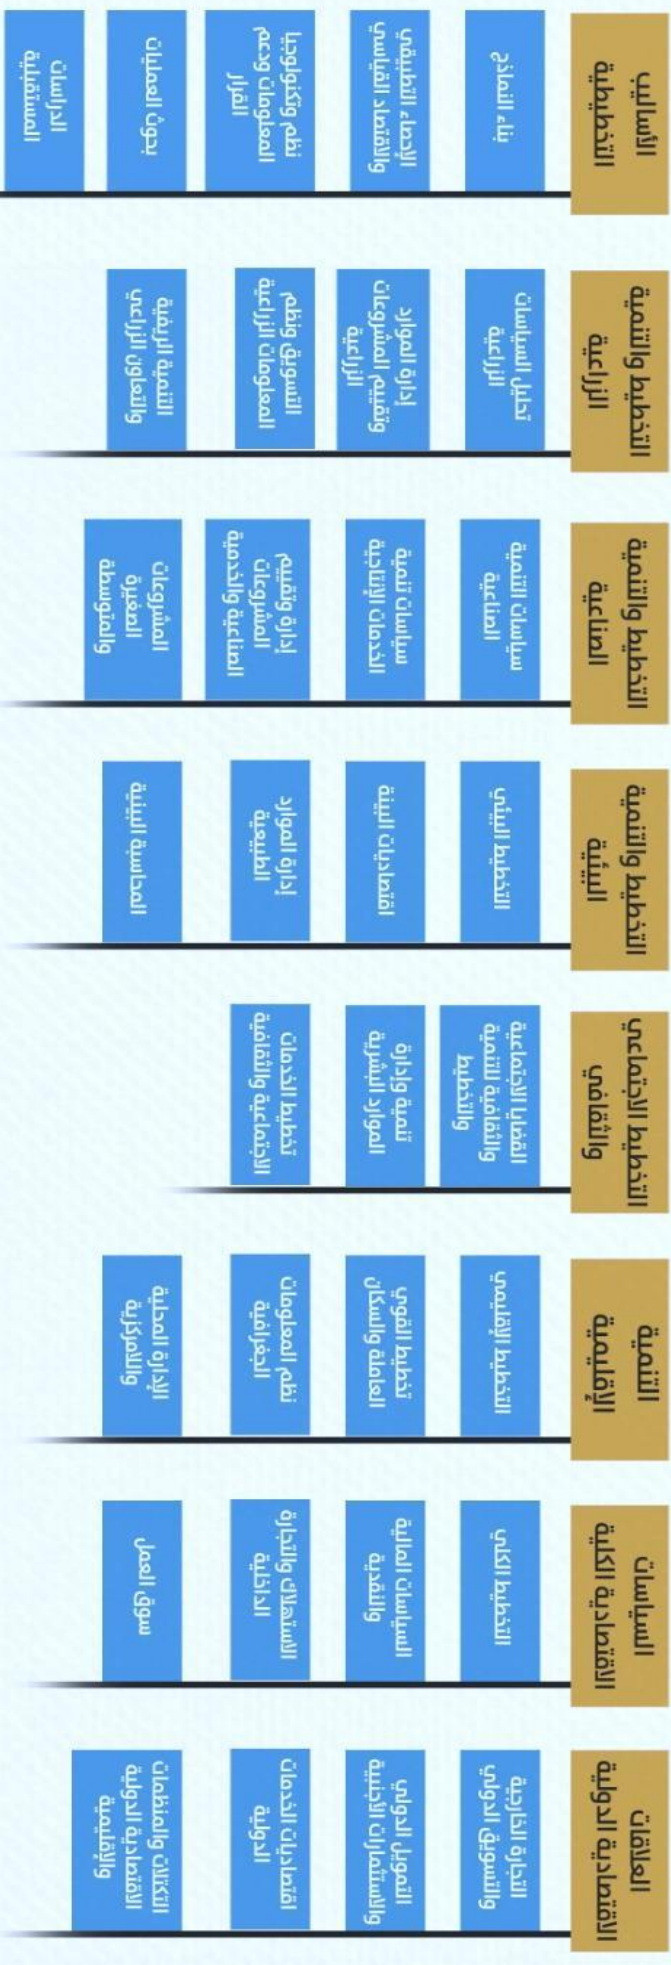 العلاقات
الاقتصادية الدولية
التجارة الخارجية
والتسويق الدولي
التمويل الدولي
والاستثمارات الأجنبية
اقتصاديات الخدمات
الدولية
التكتلات والمنظمات
الاقتصادية الدولية
والإقليمية
السياسات
الاقتصادية الكلية
التخطيط الكلي
السياسات المالية
والنقدية
الاستهلاك والتجارة
الداخلية
سوق العمل
التنمية
الإقليمية
التخطيط الإقليمي
تخطيط القوي
العاملة والسكان
نظم المعلومات
الجغرافية
الإدارة المحلية
واللامركزية
التخطيط الاجتماعي
والثقافي
القضايا الاجتماعية
والثقافية للتنمية
والتخطيط
تنمية وإدارة
الموارد البشرية
تخطيط الخدمات
الاجتماعية والثقافية
التخطيط والتنمية
البيئية
التخطيط البيئي
اقتصاديات البيئة
إدارة الموارد
الطبيعية
المحاسبة البيئية
التخطيط والتنمية
الصناعية
سياسات التنمية
الصناعية
سياسات تنمية
الخدمات الإنتاجية
إدارة وتقييم
المشروعات
الصناعية والخدمية
المشروعات
الصغيرة
والمتوسطة
التخطيط والتنمية
الزراعية
تحليل السياسات
الزراعية
إدارة الموارد
وتقييم المشروعات
الزراعية
التسويق ونظم
المعلومات الزراعية
التنمية الريفية
والتعاون الزراعي
الأساليب
التخطيطية
بناء النماذج
الإحصاء التطبيقي
والاقتصاد القياسي
نظم وتكنولوجيا
المعلومات ودعم
القرار
بحوث العمليات
الدراسات
المستقبلية